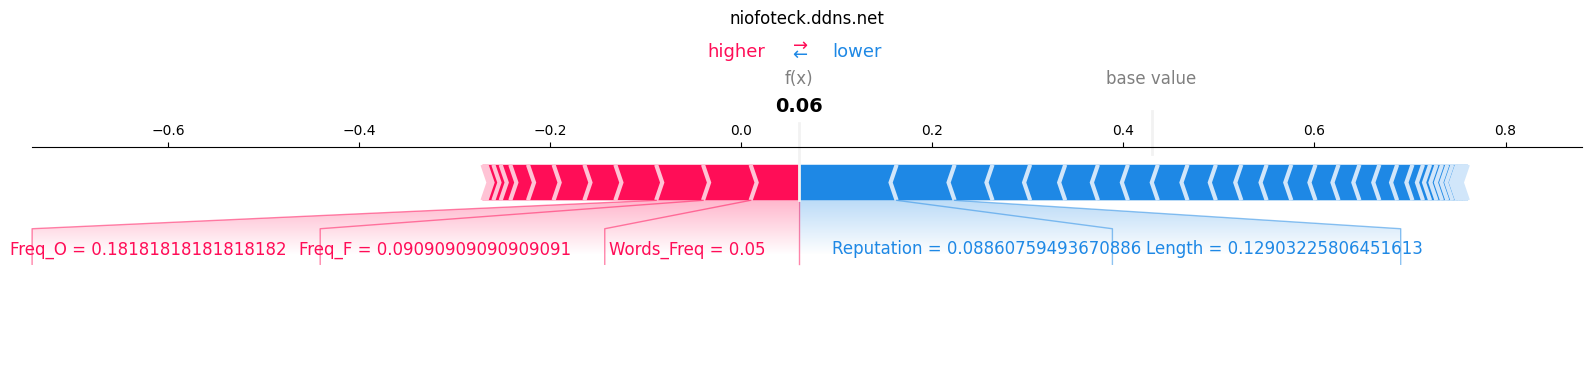 niofoteck.ddns.net
higher → ← lower
f(x) base value
0.06
−0.6 −0.4 −0.2 0.0 0.2 0.4 0.6 0.8
Freq_O = 0.18181818181818182 Freq_F = 0.09090909090909091 Words_Freq = 0.05 Reputation = 0.08860759493670886 Length = 0.12903225806451613